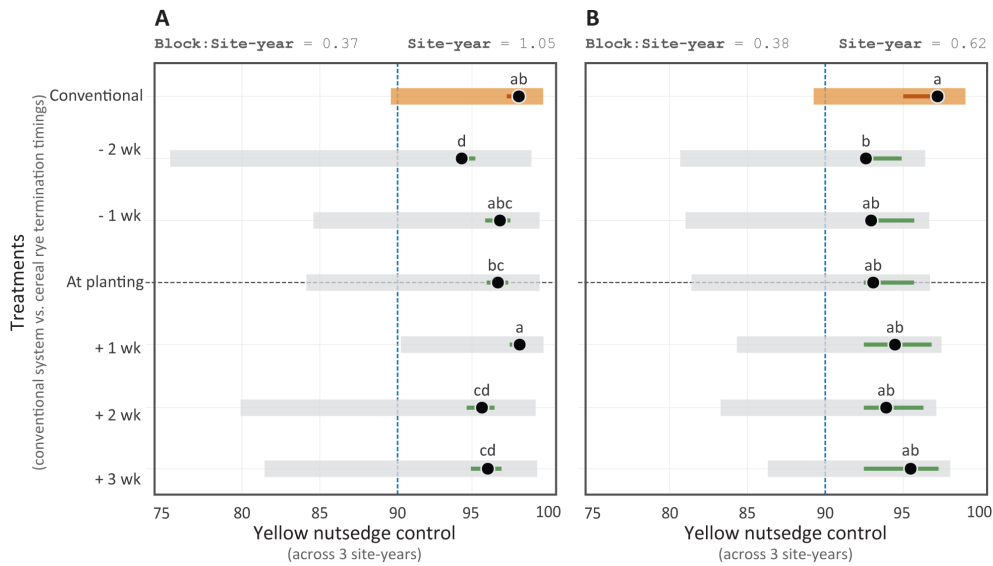 A
B
Block:Site-year = 0.37 Site-year = 1.05
Block:Site-year = 0.38 Site-year = 0.62
Treatments
(conventional system vs. cereal rye termination timings)
Conventional
- 2 wk
- 1 wk
At planting
+ 1 wk
+ 2 wk
+ 3 wk
ab
d
abc
bc
a
cd
cd
a
b
ab
ab
ab
ab
ab
75 80 85 90 95 100
75 80 85 90 95 100
Yellow nutsedge control
(across 3 site-years)
Yellow nutsedge control
(across 3 site-years)